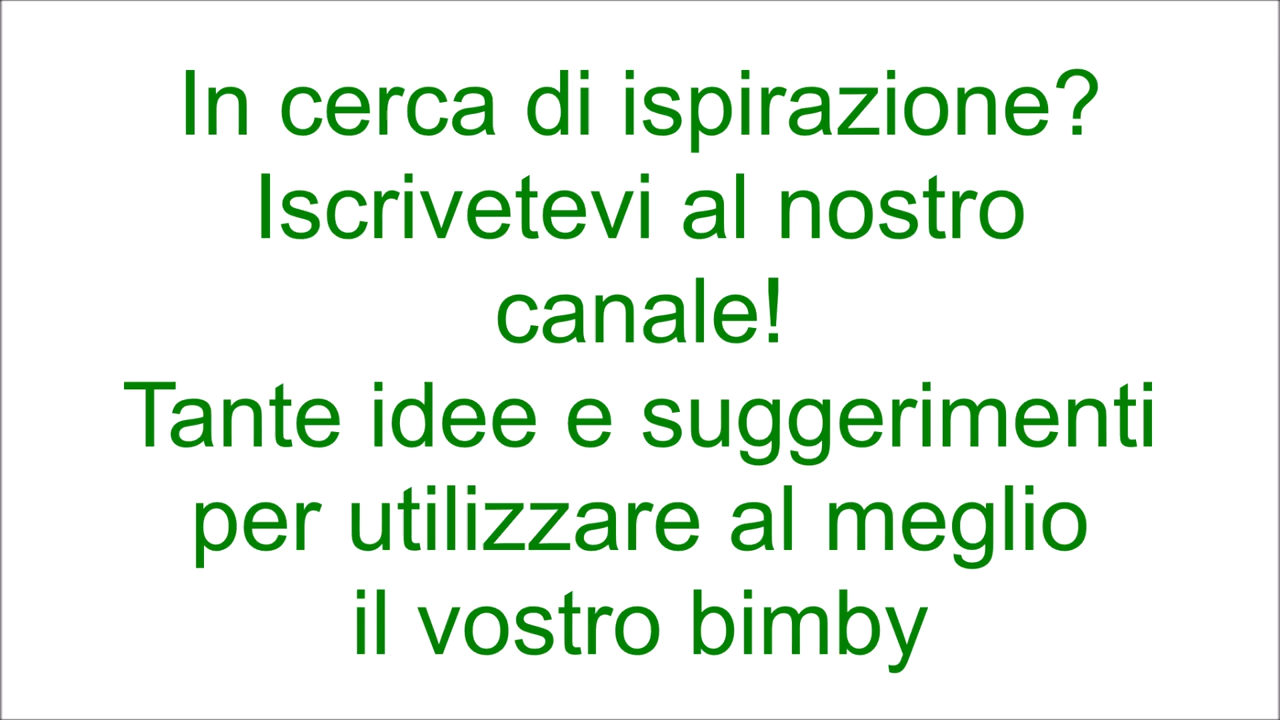 In cerca di ispirazione?
Iscrivetevi al nostro
canale!
Tante idee e suggerimenti
per utilizzare al meglio
il vostro bimby